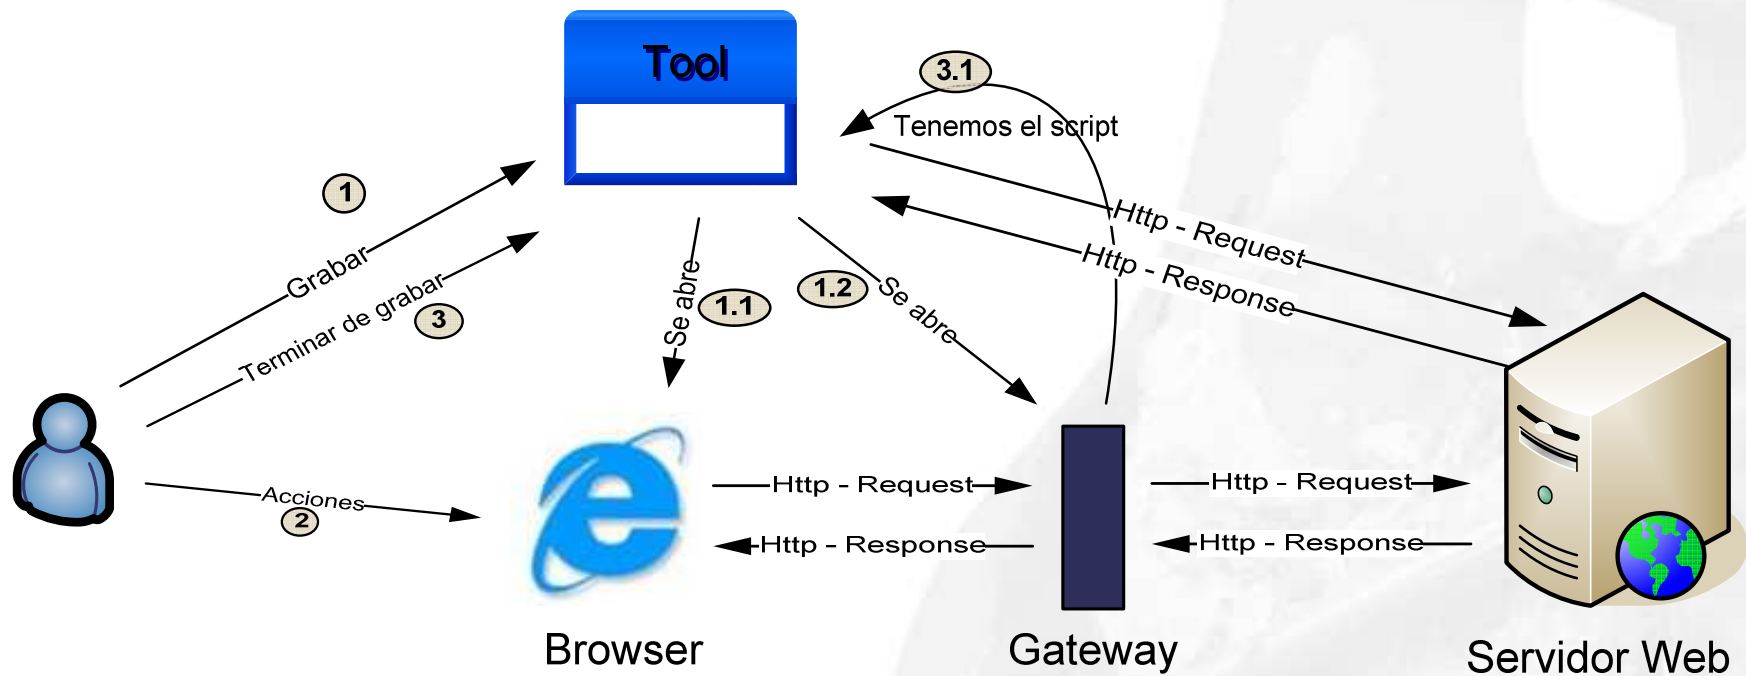 Tool
3.1
Tenemos el script
1
Grabar
Http - Request
Http - Response
Terminar de grabar
3
Se abre
1.1
1.2
Se abre
Acciones
2
Http - Request
Http - Response
Http - Request
Http - Response
Browser
Gateway
Servidor Web